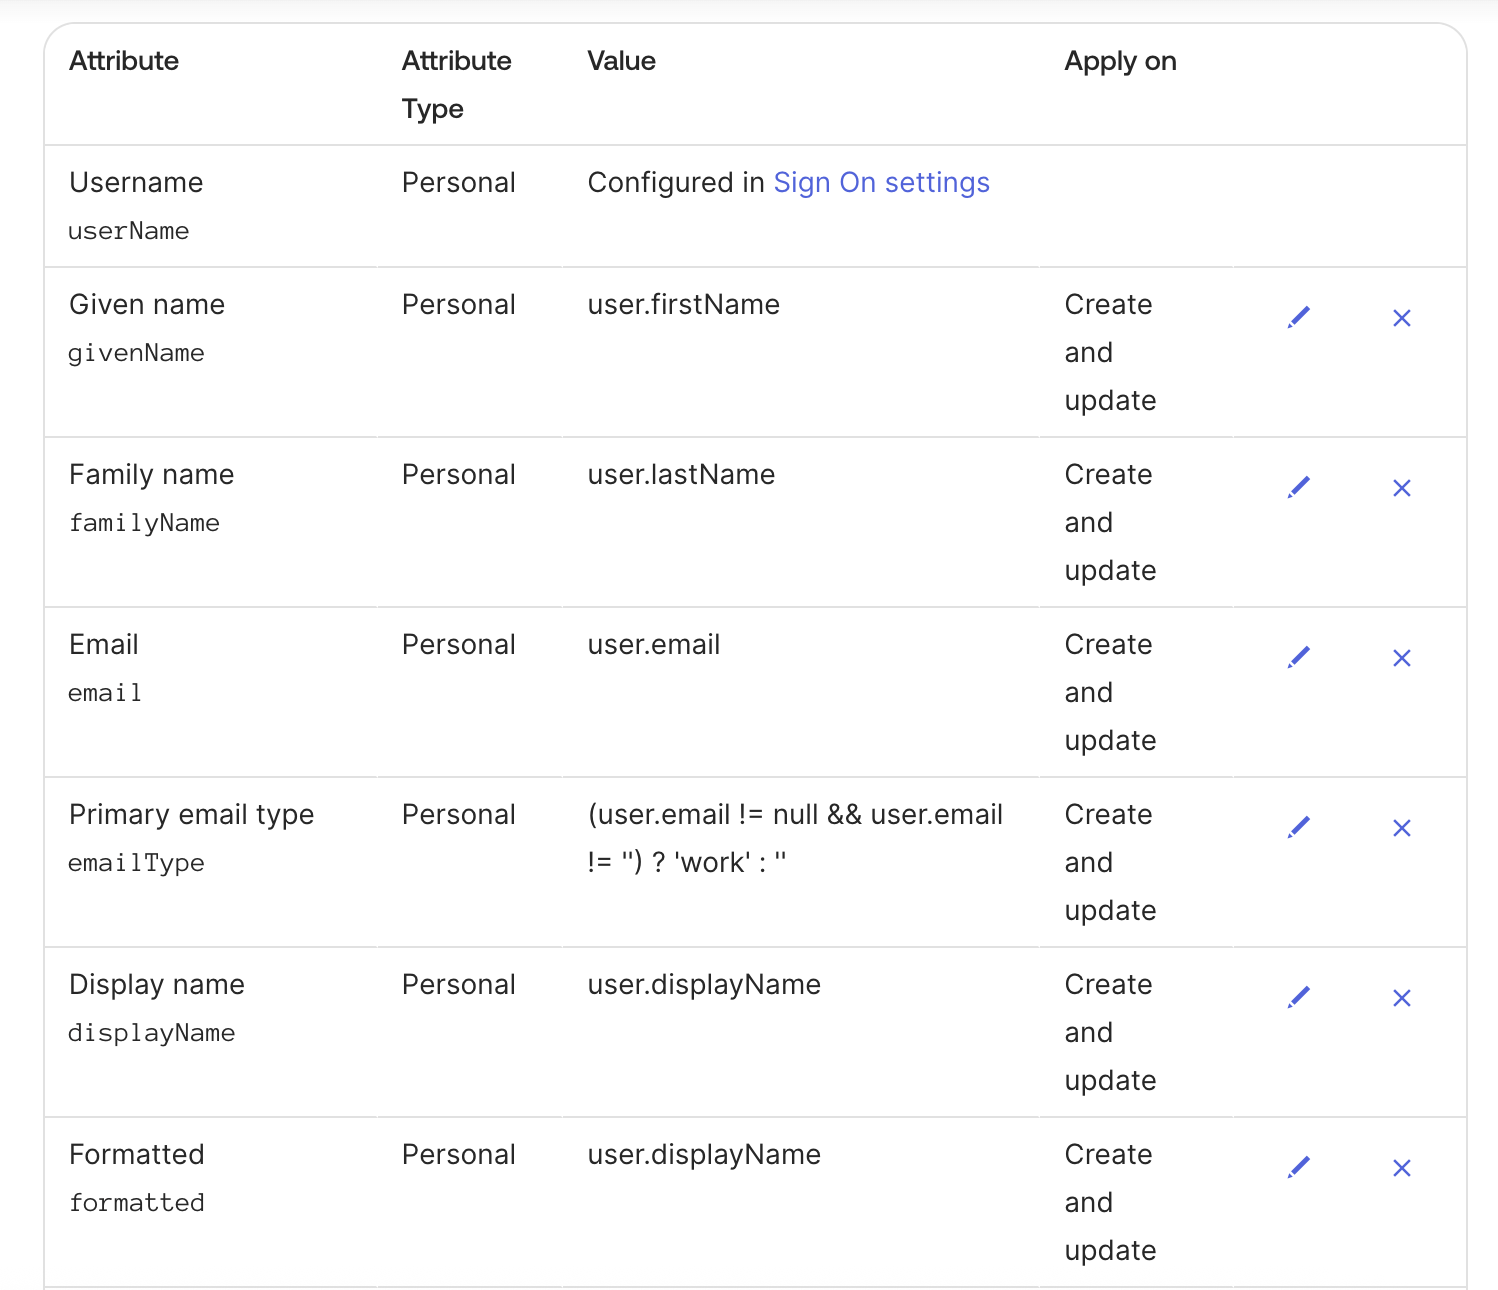 Attribute
Attribute Type
Value
Apply on
Username
userName
Personal
Configured in Sign On settings
Given name
givenName
Personal
user.firstName
Create
and
update
Family name
familyName
Personal
user.lastName
Create
and
update
Email
email
Personal
user.email
Create
and
update
Primary email type
emailType
Personal
(user.email != null && user.email
!= '') ? 'work' : ''
Create
and
update
Display name
displayName
Personal
user.displayName
Create
and
update
Formatted
formatted
Personal
user.displayName
Create
and
update